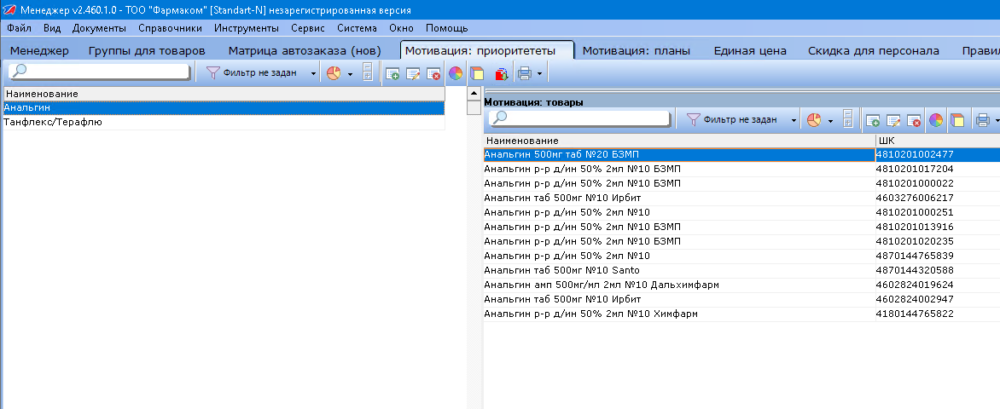 Менеджер v2.460.1.0 - ТОО "Фармаком" [Standart-N] незарегистрированная версия
Файл Вид Документы Справочники Инструменты Сервис Система Окно Помощь
Менеджер Группы для товаров Матрица автозаказа (нов) Мотивация: приоритететы Мотивация: планы Единая цена Скидка для персонала Прави
Фильтр не задан
Наименование
Анальгин
Танфлекс/Терафлю
Мотивация: товары
Фильтр не задан
Наименование ШК
Анальгин 500мг таб №20 БЗМП 4810201002477
Анальгин р-р д/ин 50% 2мл №10 БЗМП 4810201017204
Анальгин р-р д/ин 50% 2мл №10 БЗМП 4810201000022
Анальгин таб 500мг №10 Ирбит 4603276006217
Анальгин р-р д/ин 50% 2мл №10 4810201000251
Анальгин р-р д/ин 50% 2мл №10 БЗМП 4810201013916
Анальгин р-р д/ин 50% 2мл №10 БЗМП 4810201020235
Анальгин р-р д/ин 50% 2мл №10 4870144765839
Анальгин таб 500мг №10 Santo 4870144320588
Анальгин амп 500мг/мл 2мл №10 Дальхимфарм 4602824019624
Анальгин таб 500мг №10 Ирбит 4602824002947
Анальгин р-р д/ин 50% 2мл №10 Химфарм 4180144765822